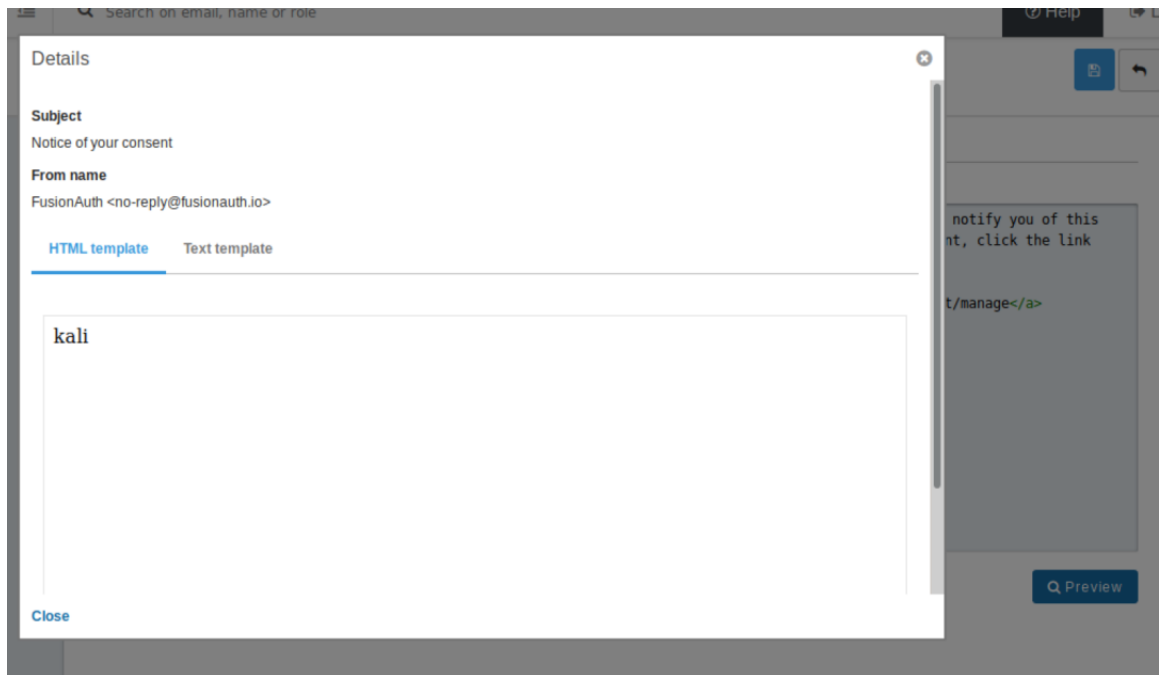 Search on email, name or role
Help
Details
Subject
Notice of your consent
From name
FusionAuth <no-reply@fusionauth.io>
HTML template Text template
kali
notify you of this
click the link
t/manage</a>
Preview
Close